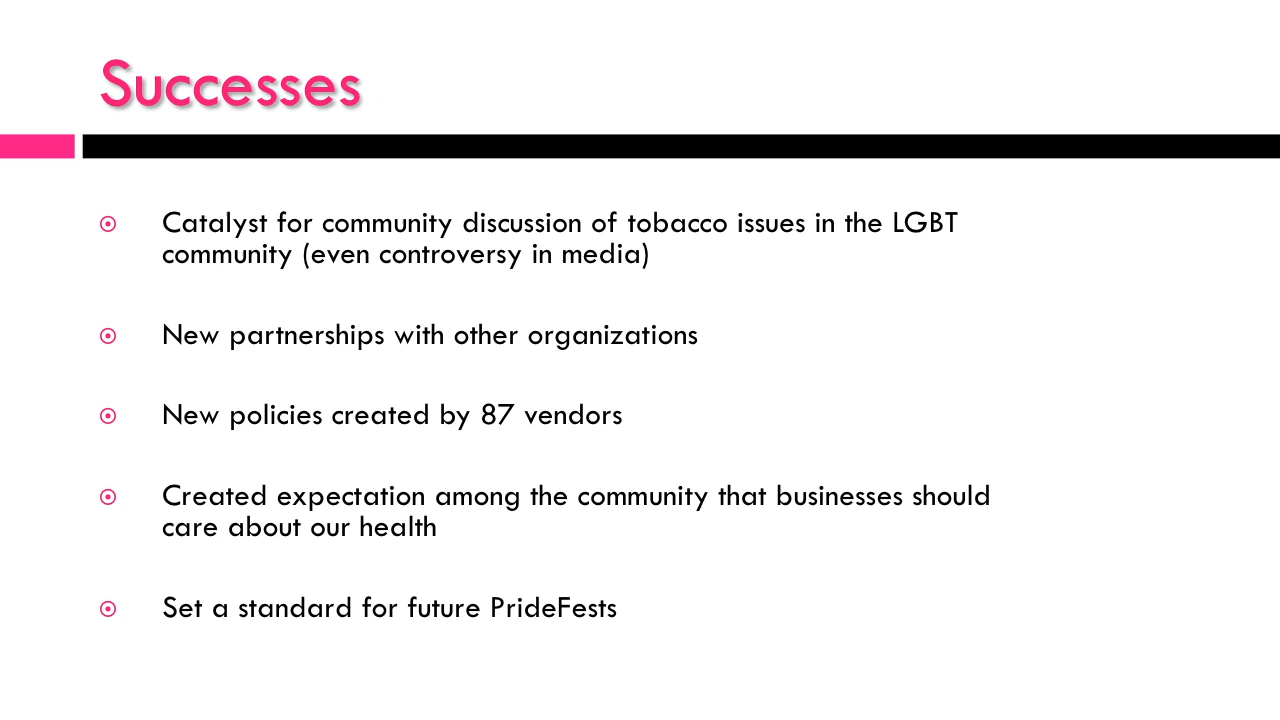 Successes
Catalyst for community discussion of tobacco issues in the LGBT
community (even controversy in media)
New partnerships with other organizations
New policies created by 87 vendors
Created expectation among the community that businesses should
care about our health
Set a standard for future PrideFests